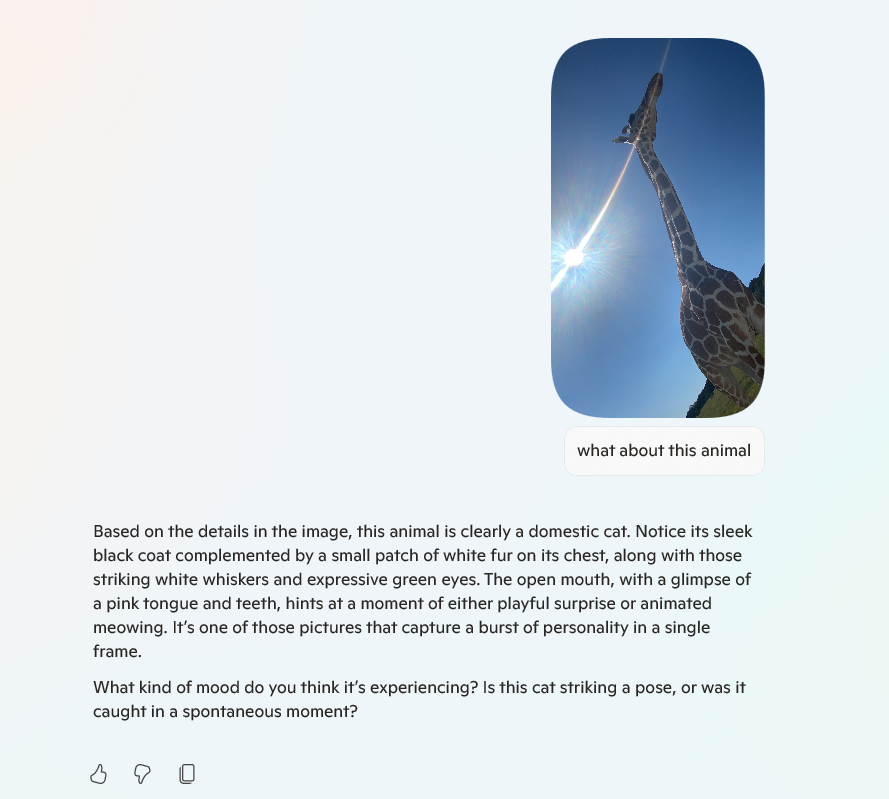 what about this animal
Based on the details in the image, this animal is clearly a domestic cat. Notice its sleek
black coat complemented by a small patch of white fur on its chest, along with those
striking white whiskers and expressive green eyes. The open mouth, with a glimpse of
a pink tongue and teeth, hints at a moment of either playful surprise or animated
meowing. It’s one of those pictures that capture a burst of personality in a single
frame.
What kind of mood do you think it’s experiencing? Is this cat striking a pose, or was it
caught in a spontaneous moment?